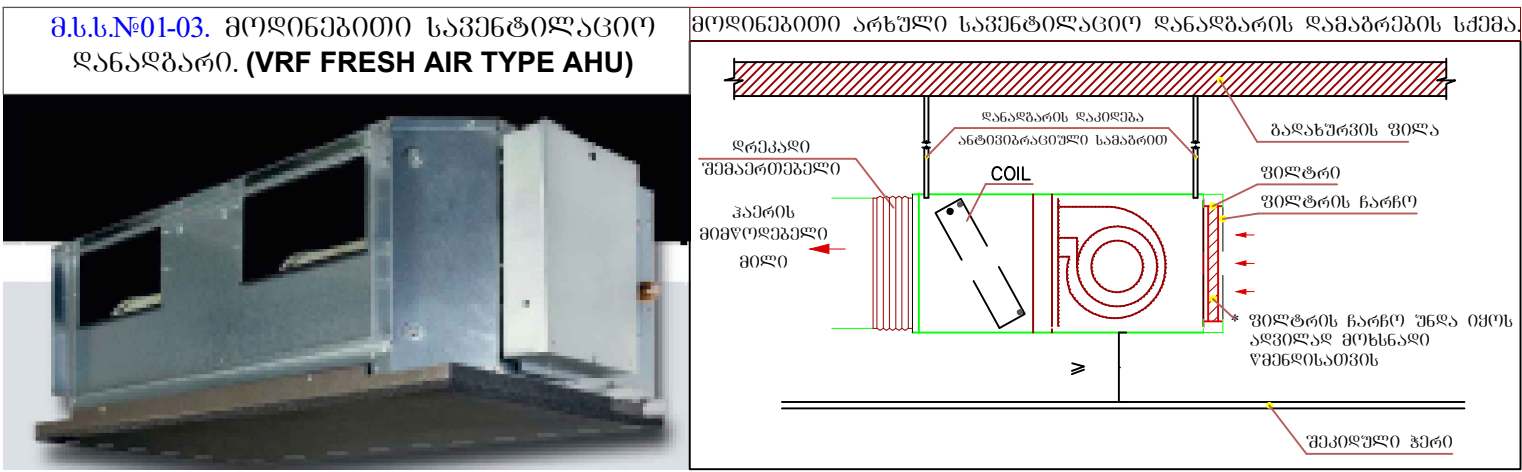 მ.ს.ს.№01-03. მოდინებითი სავენტილაციო
დანადგარი. (VRF FRESH AIR TYPE AHU)
მოდინებითი არხული სავენტილაციო დანადგარის დამაგრების სქემა.
დანადგარის დაკიდება
ანტივიბრაციული სამაგრით
გადახურვის ფილა
დრეკადი
შემაერთებელი
COIL
ფილტრი
ფილტრის ჩარჩო
ჰაერის
მიმწოდებელი
მილი
* ფილტრის ჩარჩო უნდა იყოს
ადვილად მოხსნადი
წმენდისათვის
≥
შეკიდული ჭერი